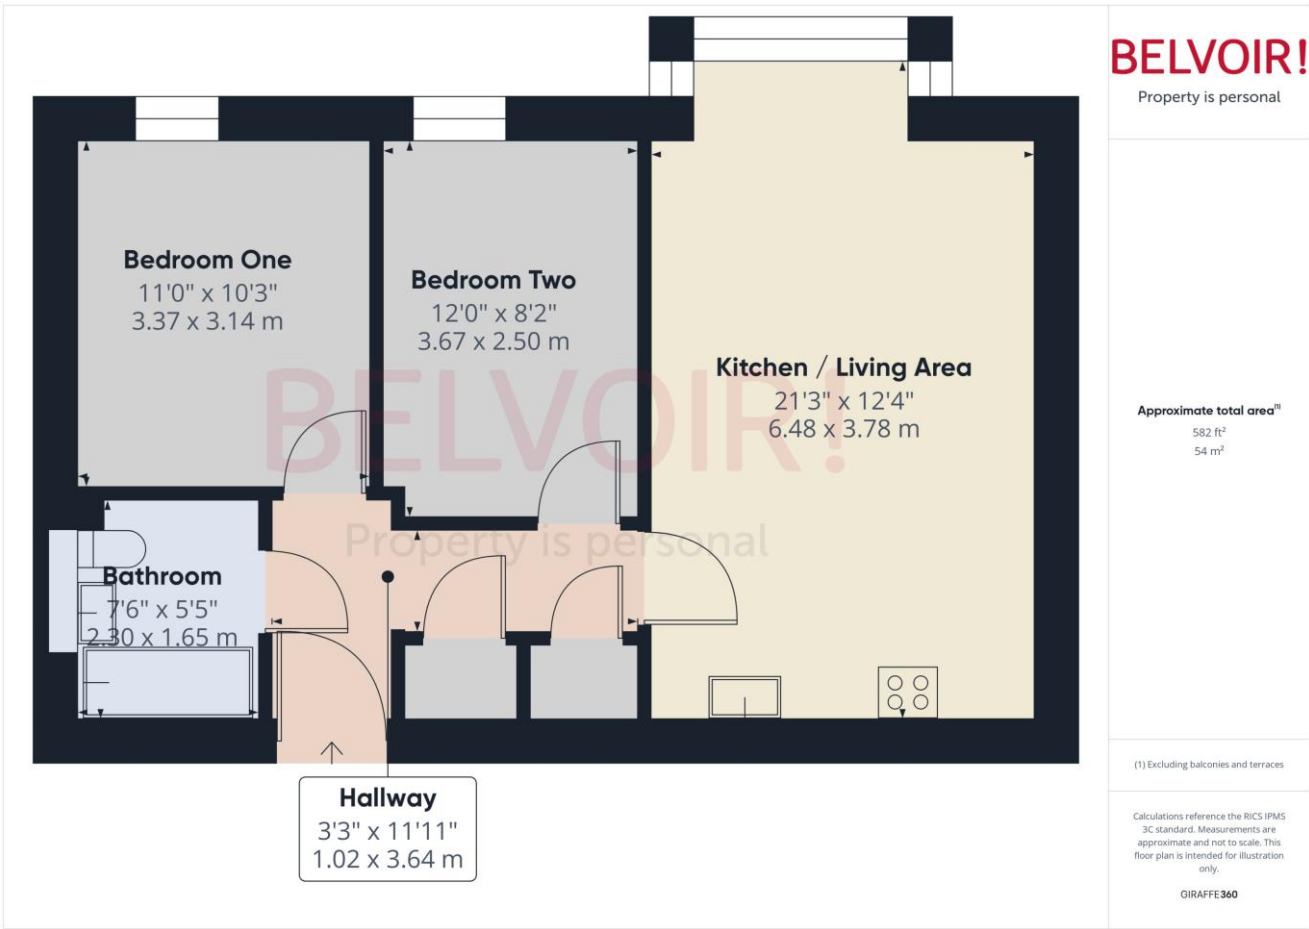 BELVOIR!
Property is personal
Bedroom One
11'0" x 10'3"
3.37 x 3.14 m
Bedroom Two
12'0" x 8'2"
3.67 x 2.50 m
Kitchen / Living Area
21'3" x 12'4"
6.48 x 3.78 m
BELVOIR!
Property is personal
Bathroom
7'6" x 5'5"
2.30 x 1.65 m
Hallway
3'3" x 11'11"
1.02 x 3.64 m
Approximate total area(1)
582 ft²
54 m²
(1) Excluding balconies and terraces
Calculations reference the RICS IPMS
3C standard. Measurements are
approximate and not to scale. This
floor plan is intended for illustration
only.
GIRAFFE360